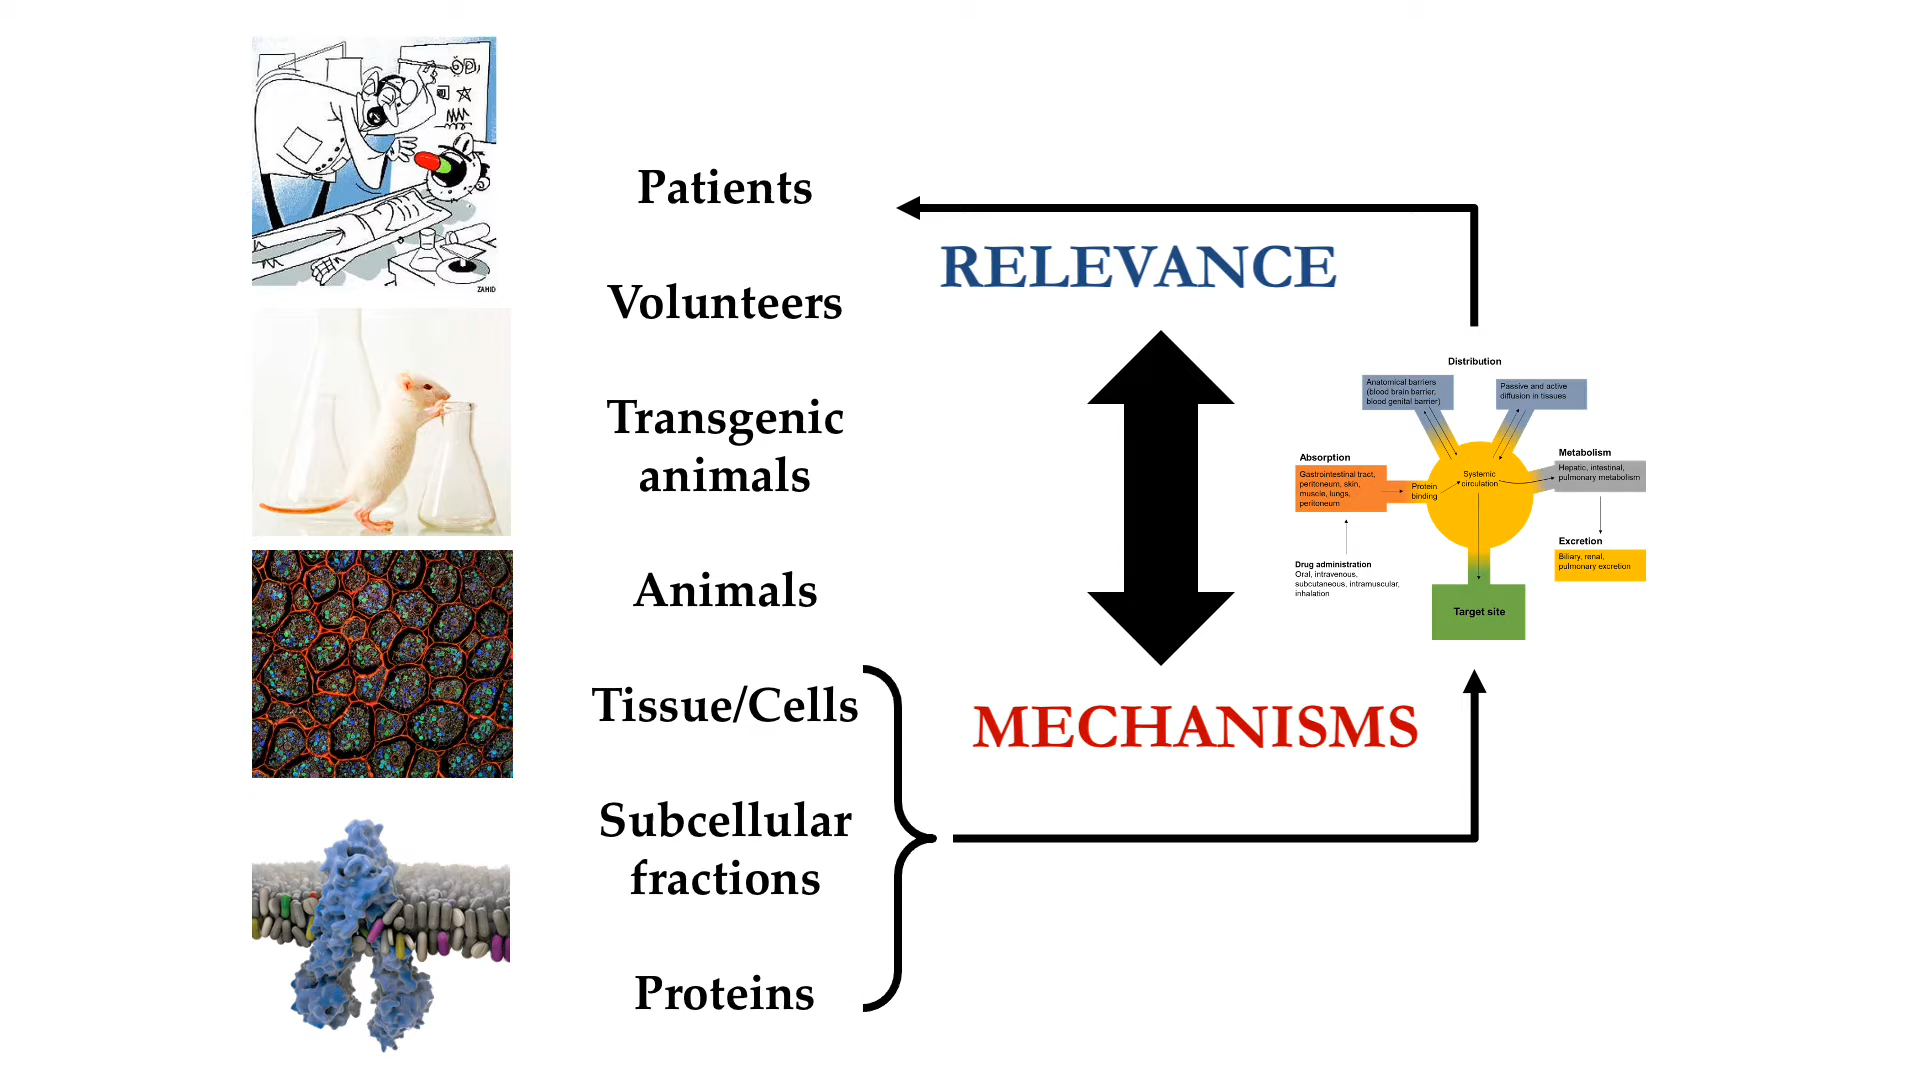 ZAHID
Patients
Volunteers
Transgenic
animals
Animals
Tissue/Cells
Subcellular
fractions
Proteins
RELEVANCE
MECHANISMS
Distribution
Anatomical barriers
(blood brain barrier,
blood genital barrier)
Passive and active
diffusion in tissues
Absorption
Gastrointestinal tract,
peritoneum, skin,
muscle, lungs,
peritoneum
Protein
binding
Systemic
circulation
Metabolism
Hepatic, intestinal,
pulmonary metabolism
Excretion
Biliary, renal,
pulmonary excretion
Drug administration
Oral, intravenous,
subcutaneous, intramuscular,
inhalation
Target site